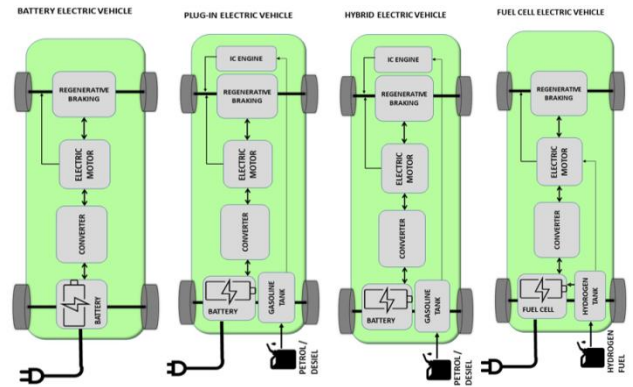 BATTERY ELECTRIC VEHICLE
REGENERATIVE
BRAKING
ELECTRIC
MOTOR
CONVERTER
BATTERY
PLUG-IN ELECTRIC VEHICLE
IC ENGINE
REGENERATIVE
BRAKING
ELECTRIC
MOTOR
CONVERTER
BATTERY
GASOLINE
TANK
PETROL/
DESIEL
HYBRID ELECTRIC VEHICLE
IC ENGINE
REGENERATIVE
BRAKING
ELECTRIC
MOTOR
CONVERTER
BATTERY
GASOLINE
TANK
PETROL/
DESIEL
FUEL CELL ELECTRIC VEHICLE
REGENERATIVE
BRAKING
ELECTRIC
MOTOR
CONVERTER
FUEL CELL
HYDROGEN
TANK
HYDROGEN
FUEL